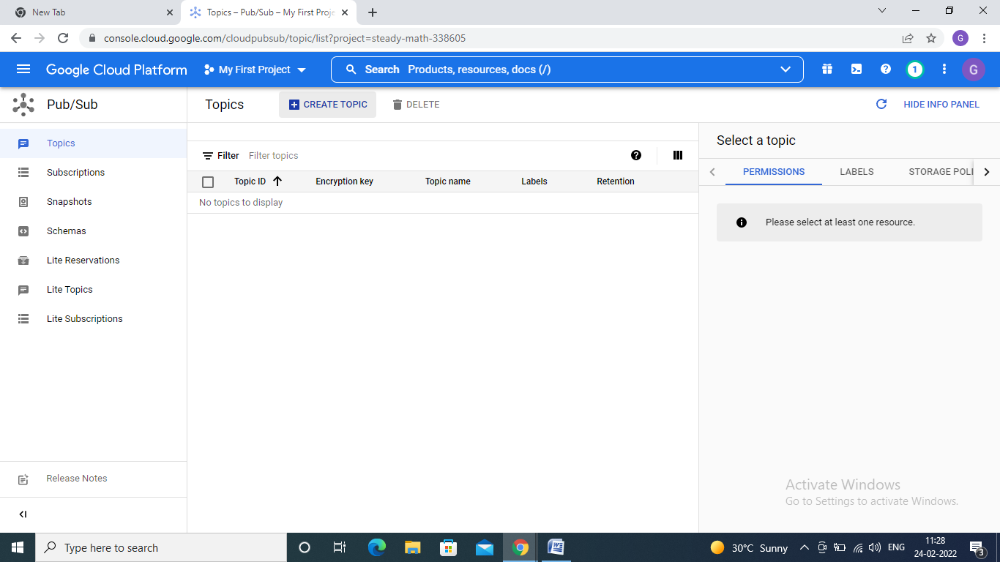 New Tab
Topics – Pub/Sub – My First Proje
console.cloud.google.com/cloudpubsub/topic/list?project=steady-math-338605
G
Google Cloud Platform
My First Project
Search Products, resources, docs (/)
1
G
Pub/Sub
Topics
CREATE TOPIC
DELETE
HIDE INFO PANEL
Topics
Subscriptions
Snapshots
Schemas
Lite Reservations
Lite Topics
Lite Subscriptions
Release Notes
Filter Filter topics
Topic ID Encryption key Topic name Labels Retention
No topics to display
Select a topic
PERMISSIONS LABELS STORAGE POLI
Please select at least one resource.
Activate Windows
Go to Settings to activate Windows.
Type here to search
30°C Sunny
ENG
11:28
24-02-2022
3